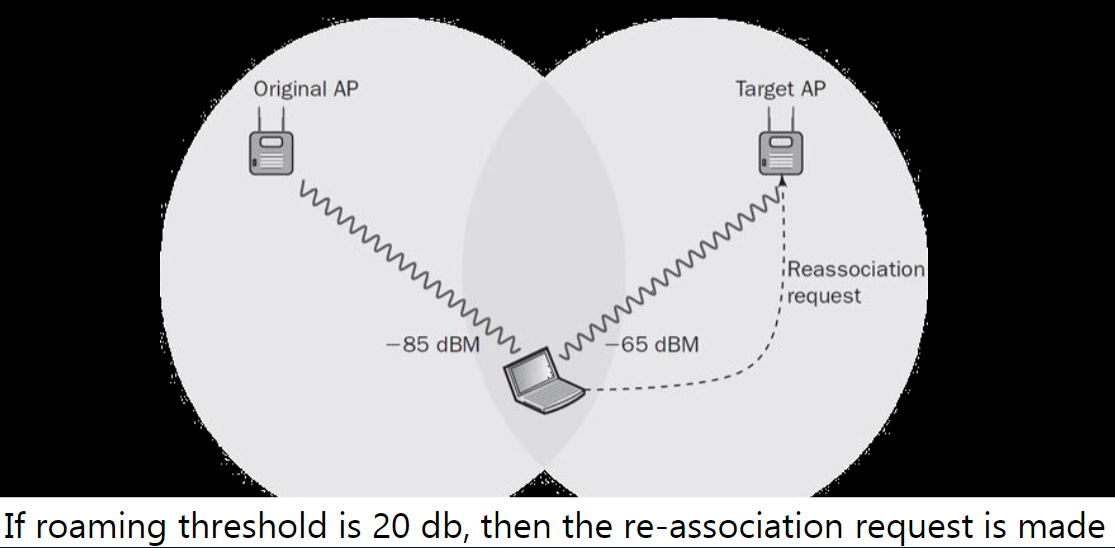 Original AP
Target AP
Reassociation
request
−85 dBM
−65 dBM
If roaming threshold is 20 db, then the re-association request is made